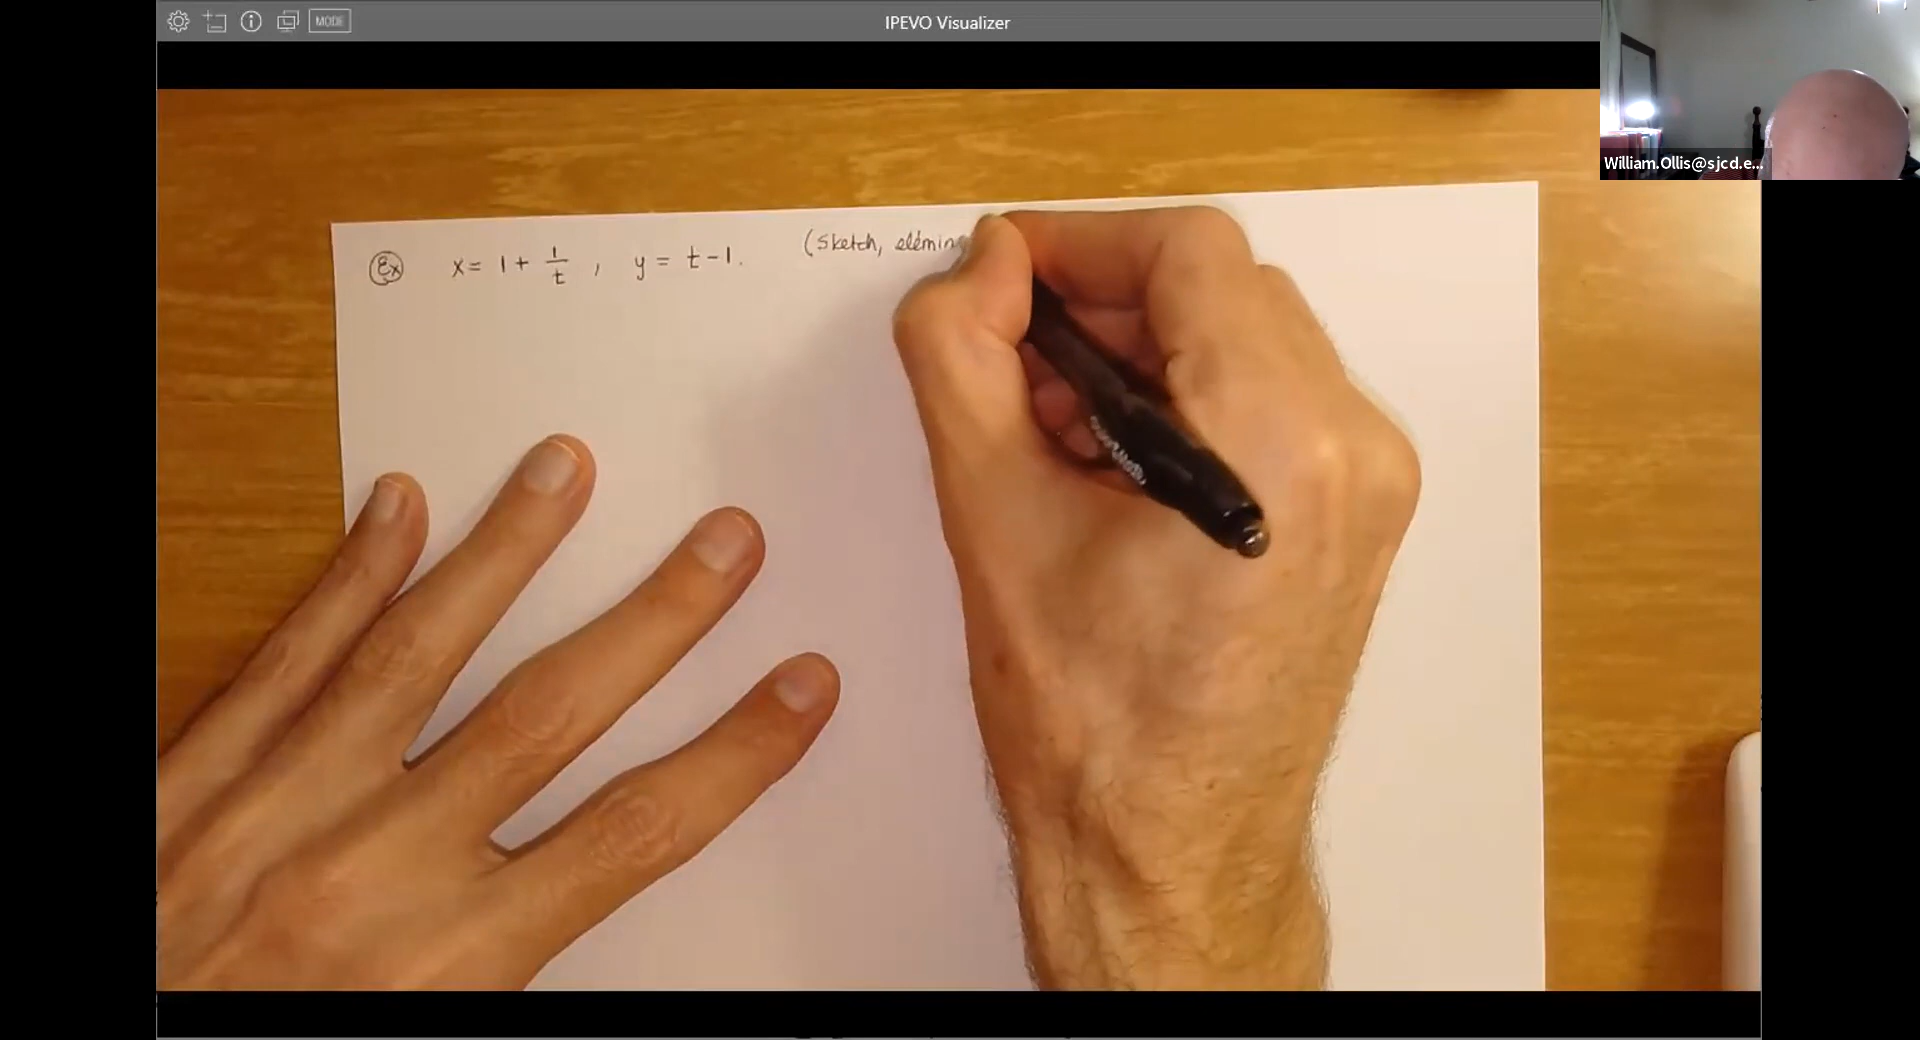 MODE
IPEVO Visualizer
William.Ollis@sjcd.e...
Ex x = 1 + 1/t , y = t - 1. (Sketch,